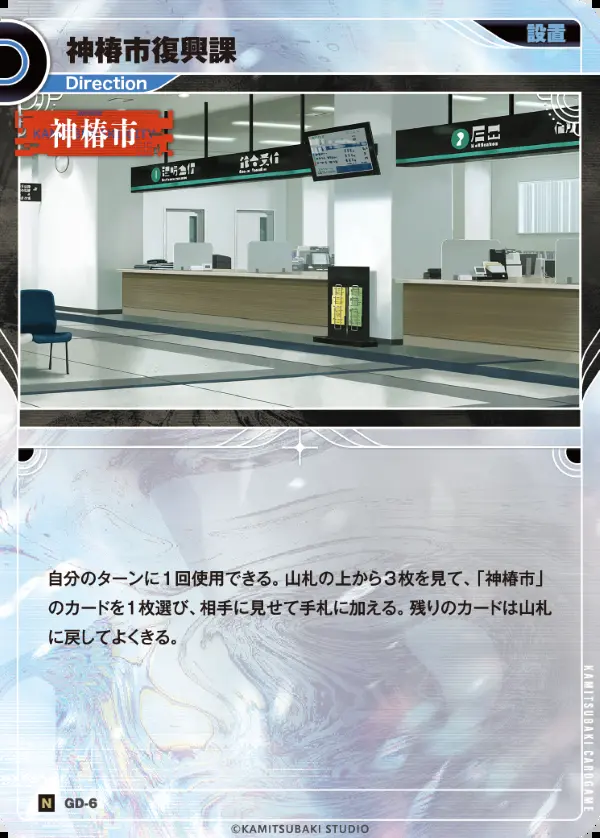 設置
神椿市復興課
Direction
神椿市
自分のターンに1回使用できる。山札の上から3枚を見て、「神椿市」
のカードを1枚選び、相手に見せて手札に加える。残りのカードは山札
に戻してよくきる。
KAMITSUBAKI CARDGAME
N GD-6
©KAMITSUBAKI STUDIO